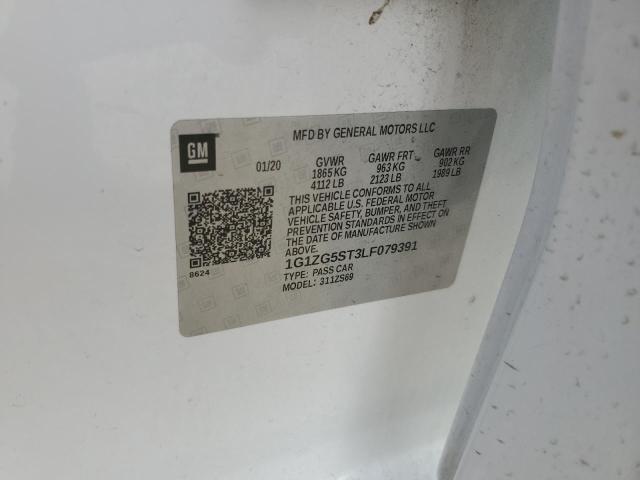 GM
MFD BY GENERAL MOTORS LLC
01/20 GVWR GAWR FRT GAWR RR
1865 KG 963 KG 902 KG
4112 LB 2123 LB 1989 LB
THIS VEHICLE CONFORMS TO ALL
APPLICABLE U.S. FEDERAL MOTOR
VEHICLE SAFETY, BUMPER, AND THEFT
PREVENTION STANDARDS IN EFFECT ON
THE DATE OF MANUFACTURE SHOWN
ABOVE.
8624
1G1ZG5ST3LF079391
TYPE: PASS CAR
MODEL: 311ZS69